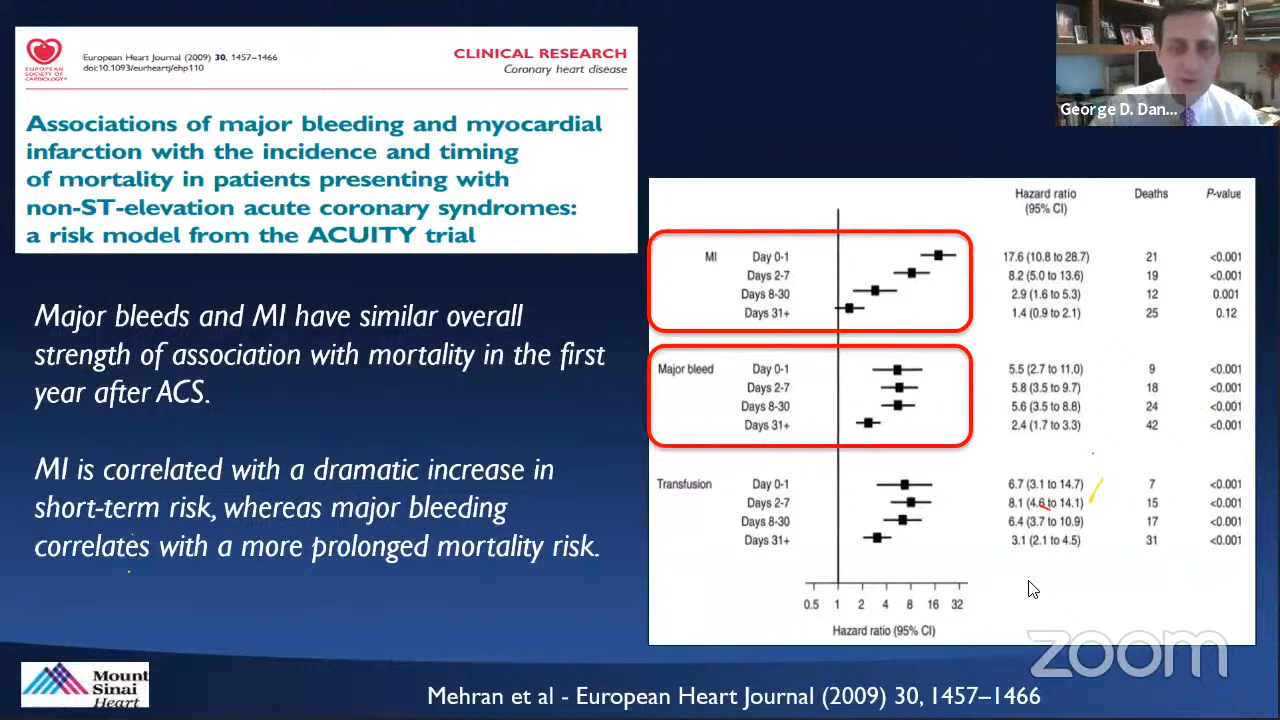 EUROPEAN
SOCIETY OF
CARDIOLOGY®
European Heart Journal (2009) 30, 1457–1466
doi:10.1093/eurheartj/ehp110
CLINICAL RESEARCH
Coronary heart disease
Associations of major bleeding and myocardial
infarction with the incidence and timing
of mortality in patients presenting with
non-ST-elevation acute coronary syndromes:
a risk model from the ACUITY trial
George D. Dan...
Major bleeds and MI have similar overall
strength of association with mortality in the first
year after ACS.
MI is correlated with a dramatic increase in
short-term risk, whereas major bleeding
correlates with a more prolonged mortality risk.
Hazard ratio Deaths P-value
(95% CI)
MI Day 0-1 17.6 (10.8 to 28.7) 21 <0.001
Days 2-7 8.2 (5.0 to 13.6) 19 <0.001
Days 8-30 2.9 (1.6 to 5.3) 12 0.001
Days 31+ 1.4 (0.9 to 2.1) 25 0.12
Major bleed Day 0-1 5.5 (2.7 to 11.0) 9 <0.001
Days 2-7 5.8 (3.5 to 9.7) 18 <0.001
Days 8-30 5.6 (3.5 to 8.8) 24 <0.001
Days 31+ 2.4 (1.7 to 3.3) 42 <0.001
Transfusion Day 0-1 6.7 (3.1 to 14.7) 7 <0.001
Days 2-7 8.1 (4.6 to 14.1) 15 <0.001
Days 8-30 6.4 (3.7 to 10.9) 17 <0.001
Days 31+ 3.1 (2.1 to 4.5) 31 <0.001
0.5 1 2 4 8 16 32
Hazard ratio (95% CI)
zoom
Mount
Sinai
Heart
Mehran et al - European Heart Journal (2009) 30, 1457–1466